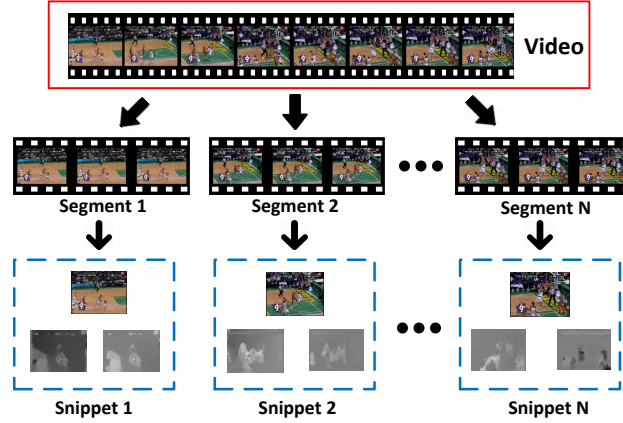 Video
Segment 1
Segment 2
Segment N
Snippet 1
Snippet 2
Snippet N